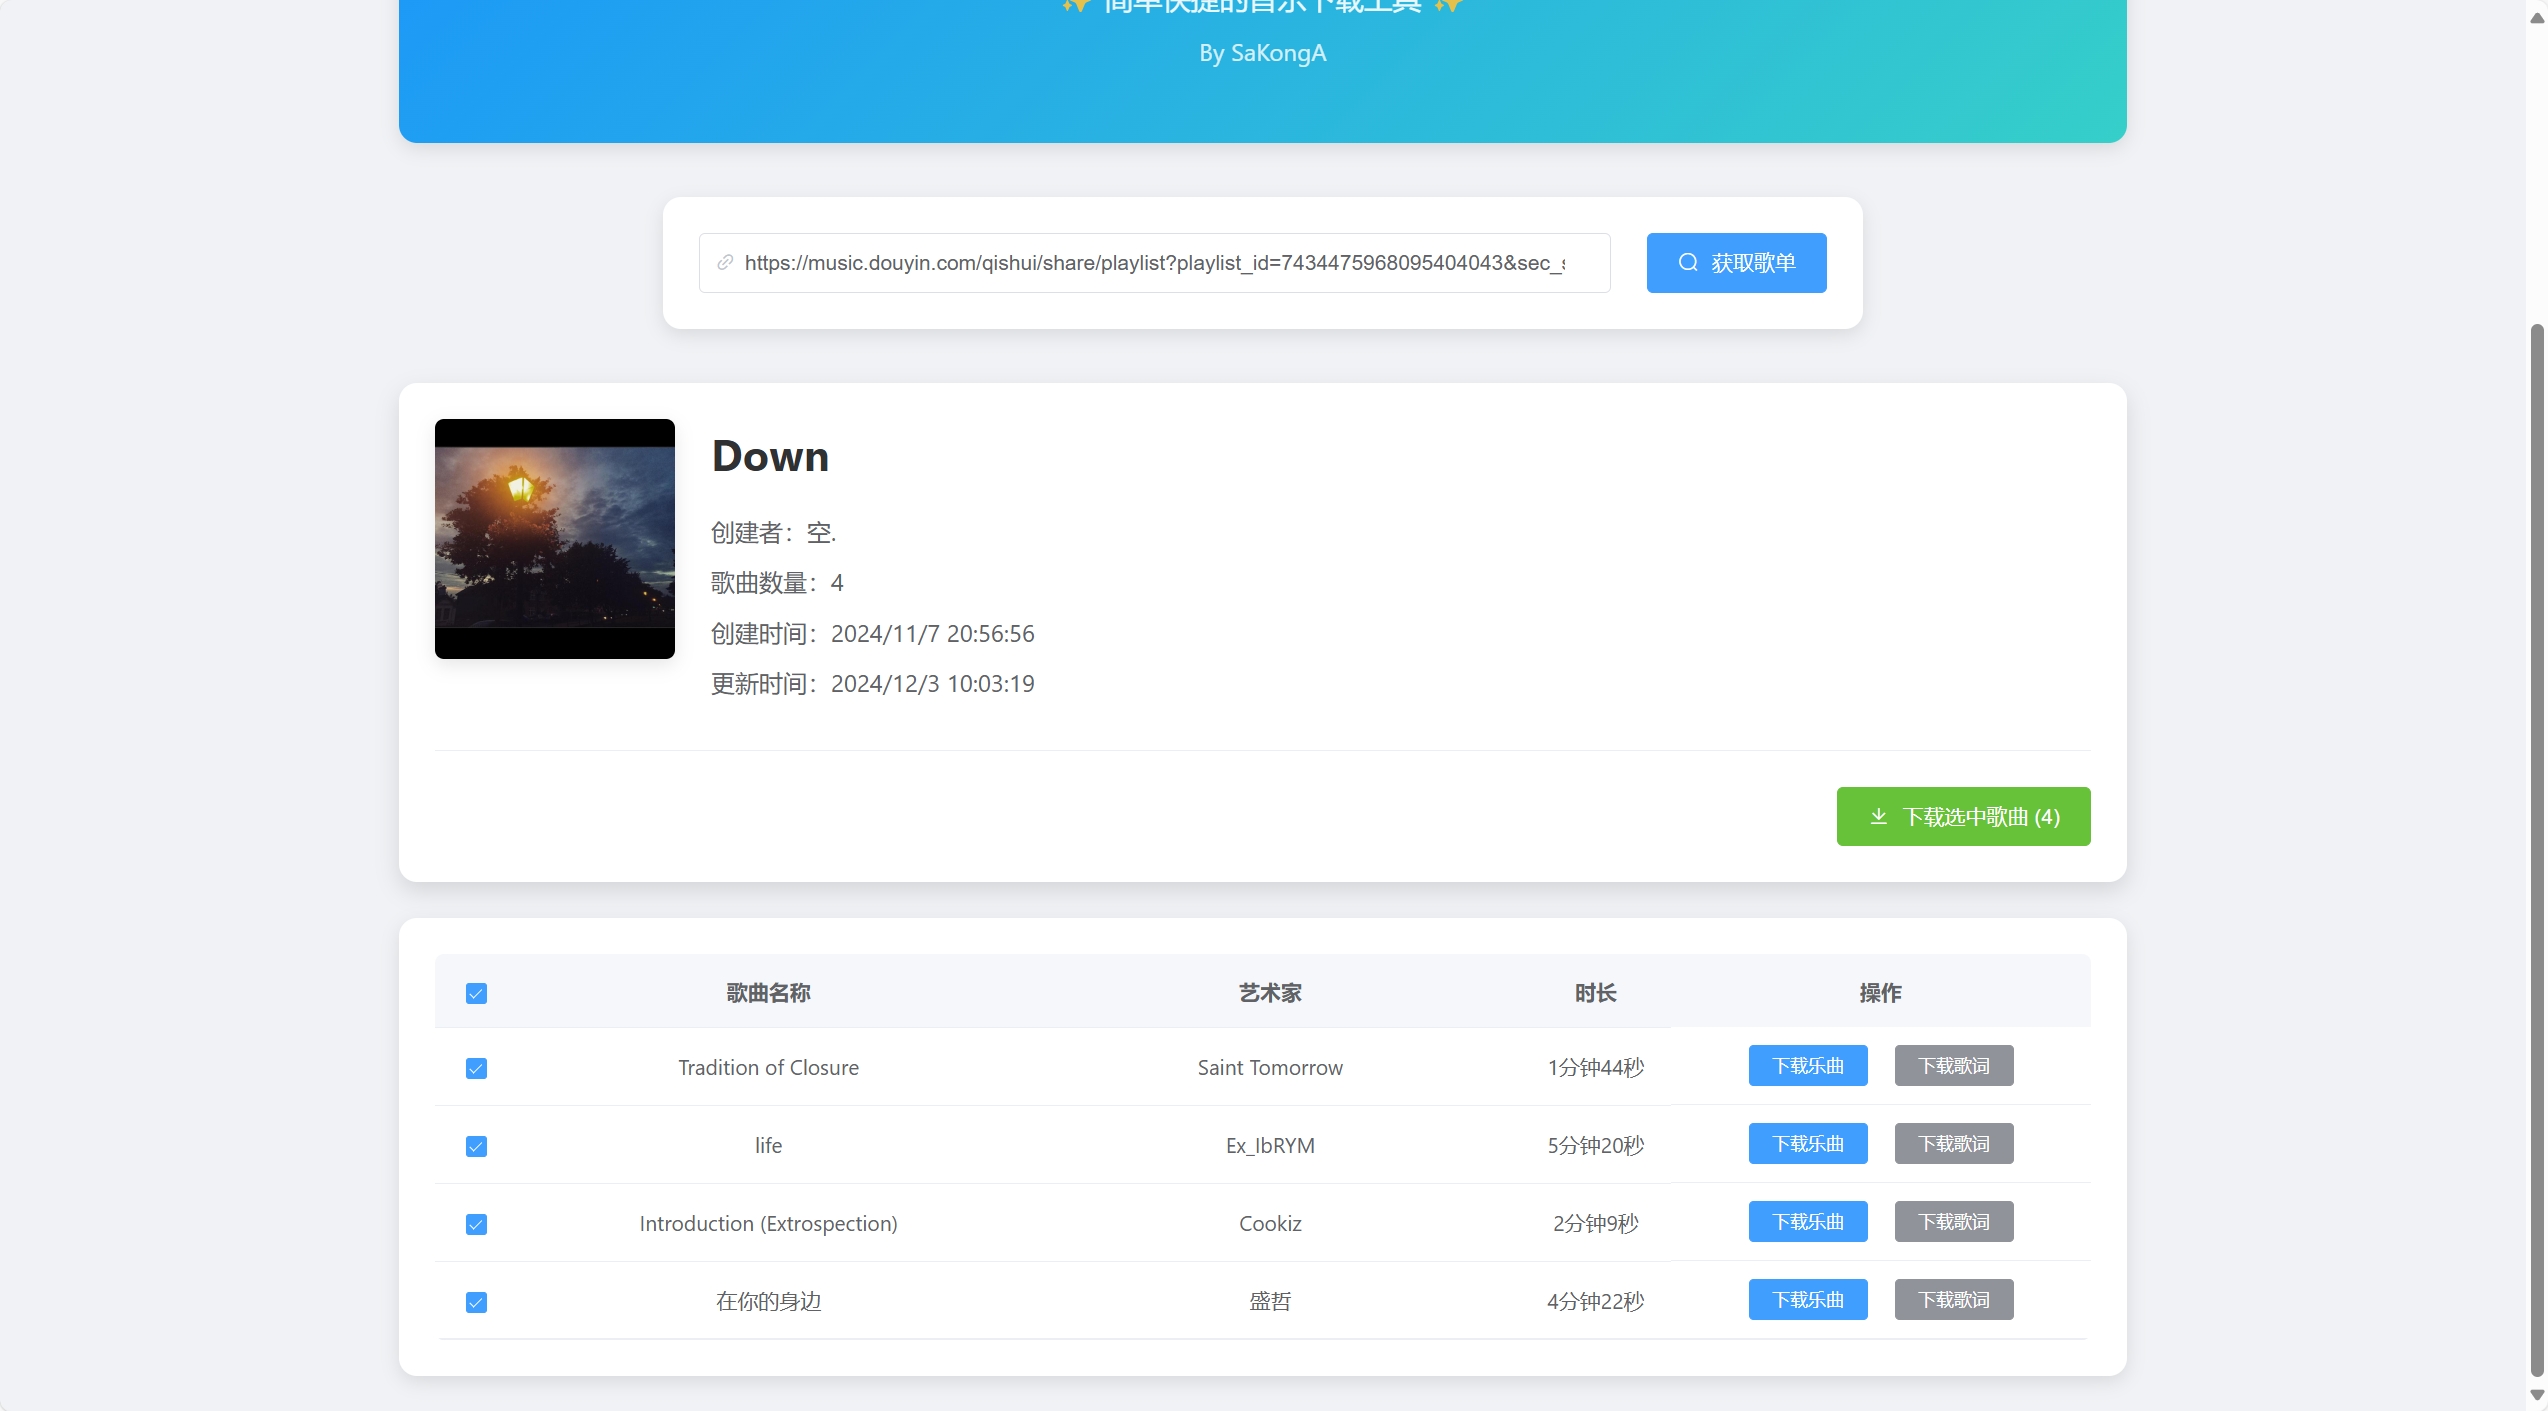 ✨ 简单快捷的音乐下载工具 ✨
By SaKongA
https://music.douyin.com/qishui/share/playlist?playlist_id=7434475968095404043&sec_s
获取歌单
Down
创建者：空.
歌曲数量：4
创建时间：2024/11/7 20:56:56
更新时间：2024/12/3 10:03:19
下载选中歌曲 (4)
歌曲名称 艺术家 时长 操作
Tradition of Closure Saint Tomorrow 1分钟44秒 下载乐曲 下载歌词
life Ex_IbRYM 5分钟20秒 下载乐曲 下载歌词
Introduction (Extrospection) Cookiz 2分钟9秒 下载乐曲 下载歌词
在你的身边 盛哲 4分钟22秒 下载乐曲 下载歌词